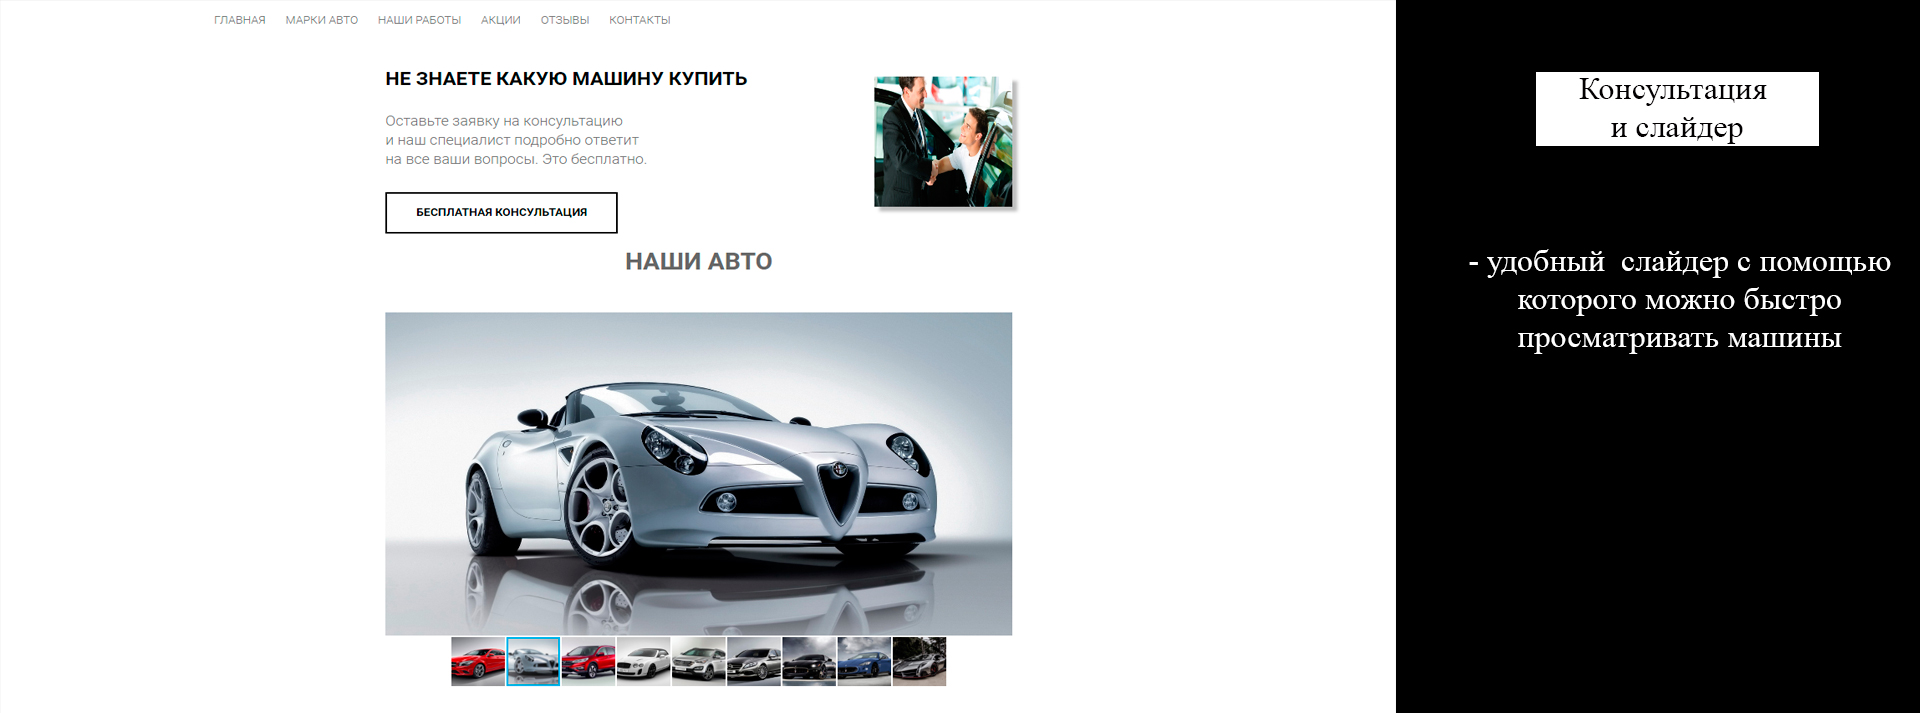 ГЛАВНАЯ МАРКИ АВТО НАШИ РАБОТЫ АКЦИИ ОТЗЫВЫ КОНТАКТЫ
НЕ ЗНАЕТЕ КАКУЮ МАШИНУ КУПИТЬ
Оставьте заявку на консультацию
и наш специалист подробно ответит
на все ваши вопросы. Это бесплатно.
БЕСПЛАТНАЯ КОНСУЛЬТАЦИЯ
НАШИ АВТО
Консультация
и слайдер
- удобный  слайдер с помощью
которого можно быстро
просматривать машины